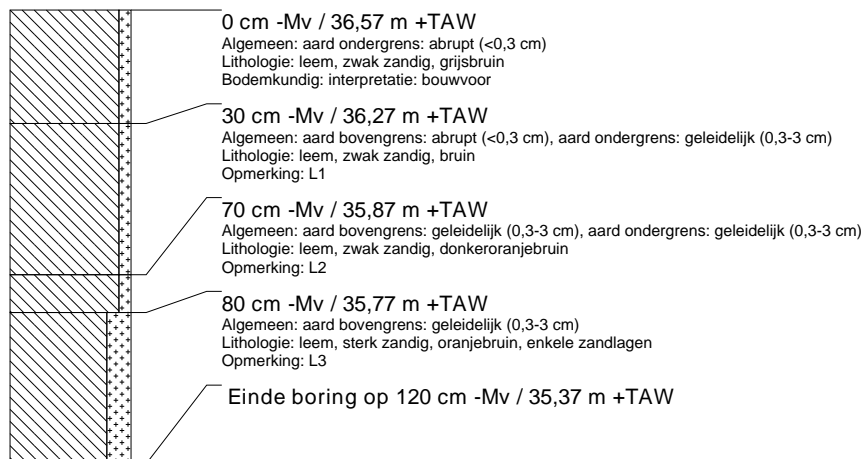 0 cm -Mv / 36,57 m +TAW
Algemeen: aard ondergrens: abrupt (<0,3 cm)
Lithologie: leem, zwak zandig, grijsbruin
Bodemkundig: interpretatie: bouwvoor
30 cm -Mv / 36,27 m +TAW
Algemeen: aard bovengrens: abrupt (<0,3 cm), aard ondergrens: geleidelijk (0,3-3 cm)
Lithologie: leem, zwak zandig, bruin
Opmerking: L1
70 cm -Mv / 35,87 m +TAW
Algemeen: aard bovengrens: geleidelijk (0,3-3 cm), aard ondergrens: geleidelijk (0,3-3 cm)
Lithologie: leem, zwak zandig, donkeroranjebruin
Opmerking: L2
80 cm -Mv / 35,77 m +TAW
Algemeen: aard bovengrens: geleidelijk (0,3-3 cm)
Lithologie: leem, sterk zandig, oranjebruin, enkele zandlagen
Opmerking: L3
Einde boring op 120 cm -Mv / 35,37 m +TAW